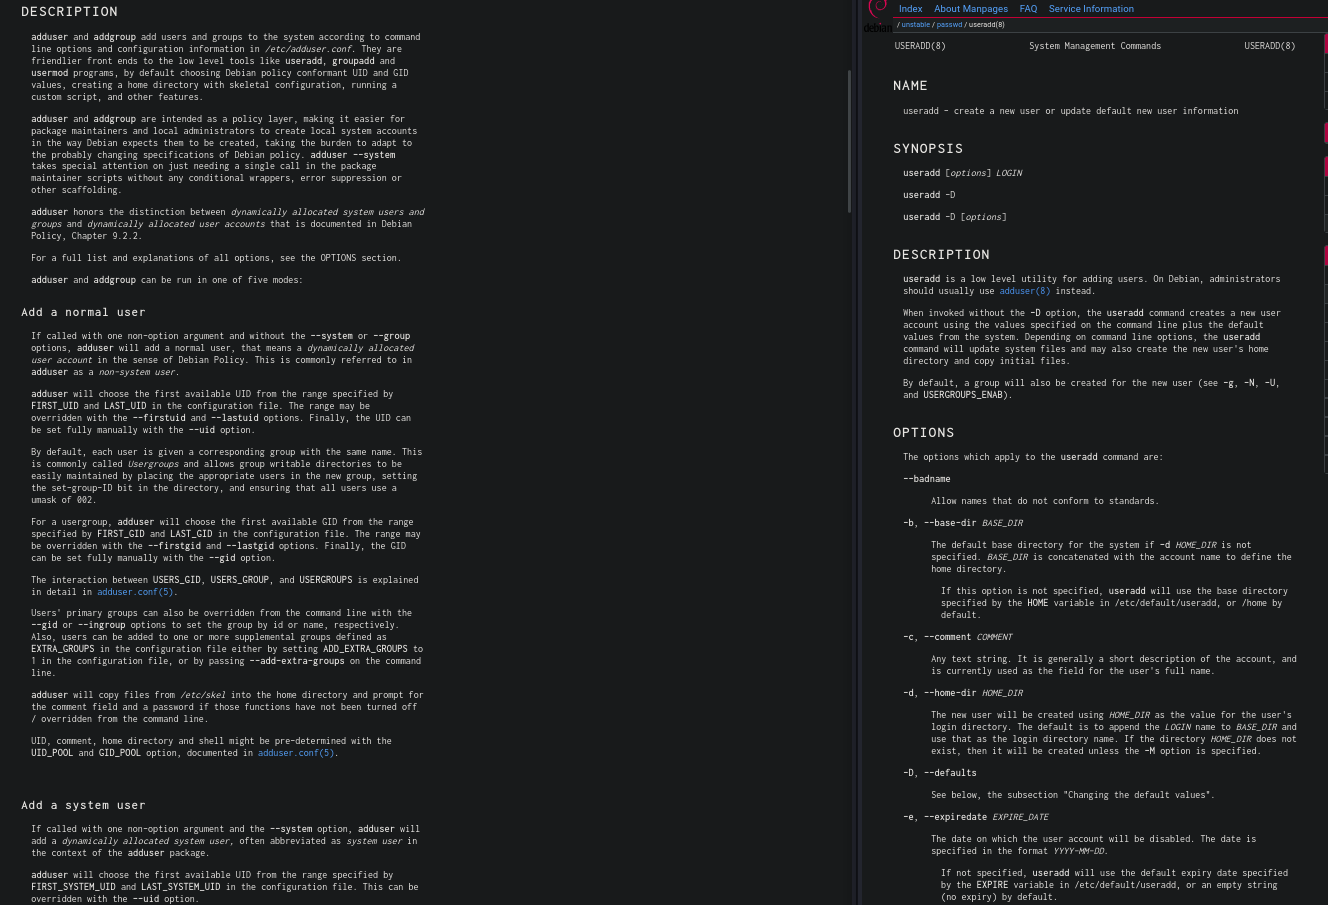 DESCRIPTION
adduser and addgroup add users and groups to the system according to command
line options and configuration information in /etc/adduser.conf. They are
friendlier front ends to the low level tools like useradd, groupadd and
usermod programs, by default choosing Debian policy conformant UID and GID
values, creating a home directory with skeletal configuration, running a
custom script, and other features.
adduser and addgroup are intended as a policy layer, making it easier for
package maintainers and local administrators to create local system accounts
in the way Debian expects them to be created, taking the burden to adapt to
the probably changing specifications of Debian policy. adduser --system
takes special attention on just needing a single call in the package
maintainer scripts without any conditional wrappers, error suppression or
other scaffolding.
adduser honors the distinction between dynamically allocated system users and
groups and dynamically allocated user accounts that is documented in Debian
Policy, Chapter 9.2.2.
For a full list and explanations of all options, see the OPTIONS section.
adduser and addgroup can be run in one of five modes:
Add a normal user
If called with one non-option argument and without the --system or --group
options, adduser will add a normal user, that means a dynamically allocated
user account in the sense of Debian Policy. This is commonly referred to in
adduser as a non-system user.
adduser will choose the first available UID from the range specified by
FIRST_UID and LAST_UID in the configuration file. The range may be
overridden with the --firstuid and --lastuid options. Finally, the UID can
be set fully manually with the --uid option.
By default, each user is given a corresponding group with the same name. This
is commonly called Usergroups and allows group writable directories to be
easily maintained by placing the appropriate users in the new group, setting
the set-group-ID bit in the directory, and ensuring that all users use a
umask of 002.
For a usergroup, adduser will choose the first available GID from the range
specified by FIRST_GID and LAST_GID in the configuration file. The range may
be overridden with the --firstgid and --lastgid options. Finally, the GID
can be set fully manually with the --gid option.
The interaction between USERS_GID, USERS_GROUP, and USERGROUPS is explained
in detail in adduser.conf(5).
Users' primary groups can also be overridden from the command line with the
--gid or --ingroup options to set the group by id or name, respectively.
Also, users can be added to one or more supplemental groups defined as
EXTRA_GROUPS in the configuration file either by setting ADD_EXTRA_GROUPS to
1 in the configuration file, or by passing --add-extra-groups on the command
line.
adduser will copy files from /etc/skel into the home directory and prompt for
the comment field and a password if those functions have not been turned off
/ overridden from the command line.
UID, comment, home directory and shell might be pre-determined with the
UID_POOL and GID_POOL option, documented in adduser.conf(5).
Add a system user
If called with one non-option argument and the --system option, adduser will
add a dynamically allocated system user, often abbreviated as system user in
the context of the adduser package.
adduser will choose the first available UID from the range specified by
FIRST_SYSTEM_UID and LAST_SYSTEM_UID in the configuration file. This can be
overridden with the --uid option.
debian
Index About Manpages FAQ Service Information
/ unstable / passwd / useradd(8)
USERADD(8) System Management Commands USERADD(8)
NAME
useradd - create a new user or update default new user information
SYNOPSIS
useradd [options] LOGIN
useradd -D
useradd -D [options]
DESCRIPTION
useradd is a low level utility for adding users. On Debian, administrators
should usually use adduser(8) instead.
When invoked without the -D option, the useradd command creates a new user
account using the values specified on the command line plus the default
values from the system. Depending on command line options, the useradd
command will update system files and may also create the new user's home
directory and copy initial files.
By default, a group will also be created for the new user (see -g, -N, -U,
and USERGROUPS_ENAB).
OPTIONS
The options which apply to the useradd command are:
--badname
Allow names that do not conform to standards.
-b, --base-dir BASE_DIR
The default base directory for the system if -d HOME_DIR is not
specified. BASE_DIR is concatenated with the account name to define the
home directory.
If this option is not specified, useradd will use the base directory
specified by the HOME variable in /etc/default/useradd, or /home by
default.
-c, --comment COMMENT
Any text string. It is generally a short description of the account, and
is currently used as the field for the user's full name.
-d, --home-dir HOME_DIR
The new user will be created using HOME_DIR as the value for the user's
login directory. The default is to append the LOGIN name to BASE_DIR and
use that as the login directory name. If the directory HOME_DIR does not
exist, then it will be created unless the -M option is specified.
-D, --defaults
See below, the subsection "Changing the default values".
-e, --expiredate EXPIRE_DATE
The date on which the user account will be disabled. The date is
specified in the format YYYY-MM-DD.
If not specified, useradd will use the default expiry date specified
by the EXPIRE variable in /etc/default/useradd, or an empty string
(no expiry) by default.